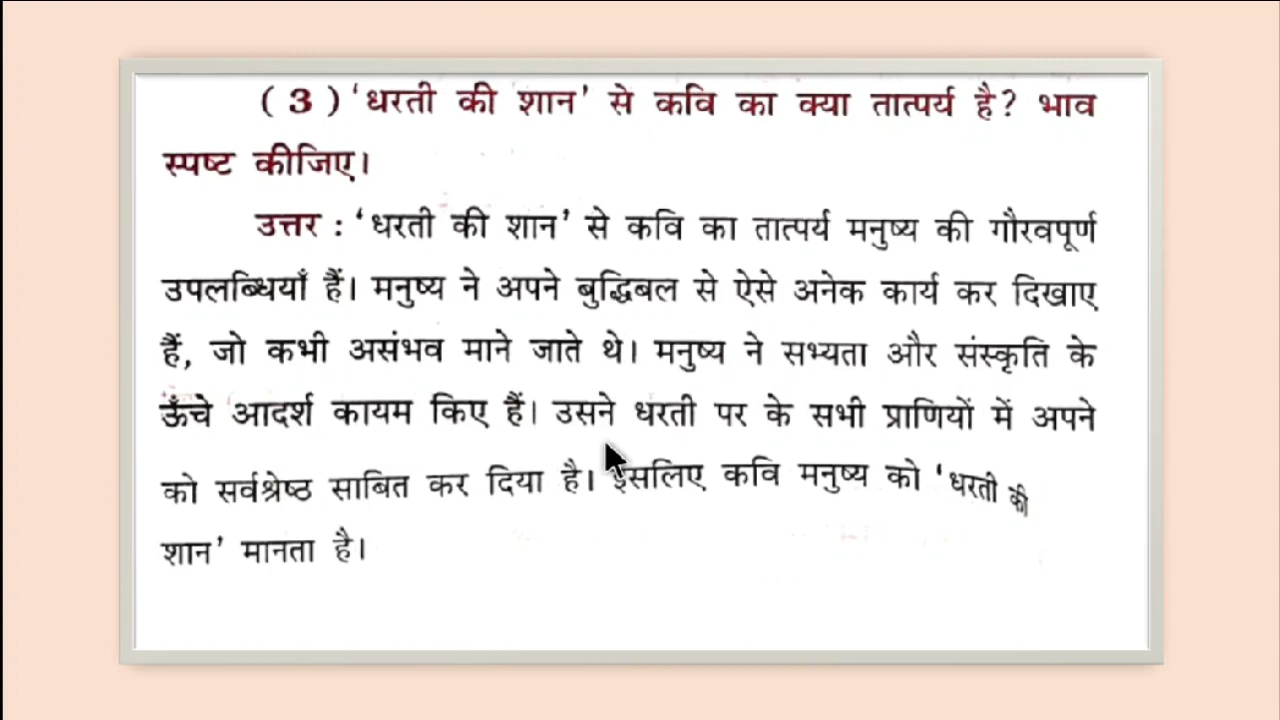 ( 3 ) 'धरती की शान' से कवि का क्या तात्पर्य है? भाव
स्पष्ट कीजिए।
उत्तर : 'धरती की शान' से कवि का तात्पर्य मनुष्य की गौरवपूर्ण
उपलब्धियाँ हैं। मनुष्य ने अपने बुद्धिबल से ऐसे अनेक कार्य कर दिखाए
हैं, जो कभी असंभव माने जाते थे। मनुष्य ने सभ्यता और संस्कृति के
ऊँचे आदर्श कायम किए हैं। उसने धरती पर के सभी प्राणियों में अपने
को सर्वश्रेष्ठ साबित कर दिया है। इसलिए कवि मनुष्य को 'धरती की
शान' मानता है।